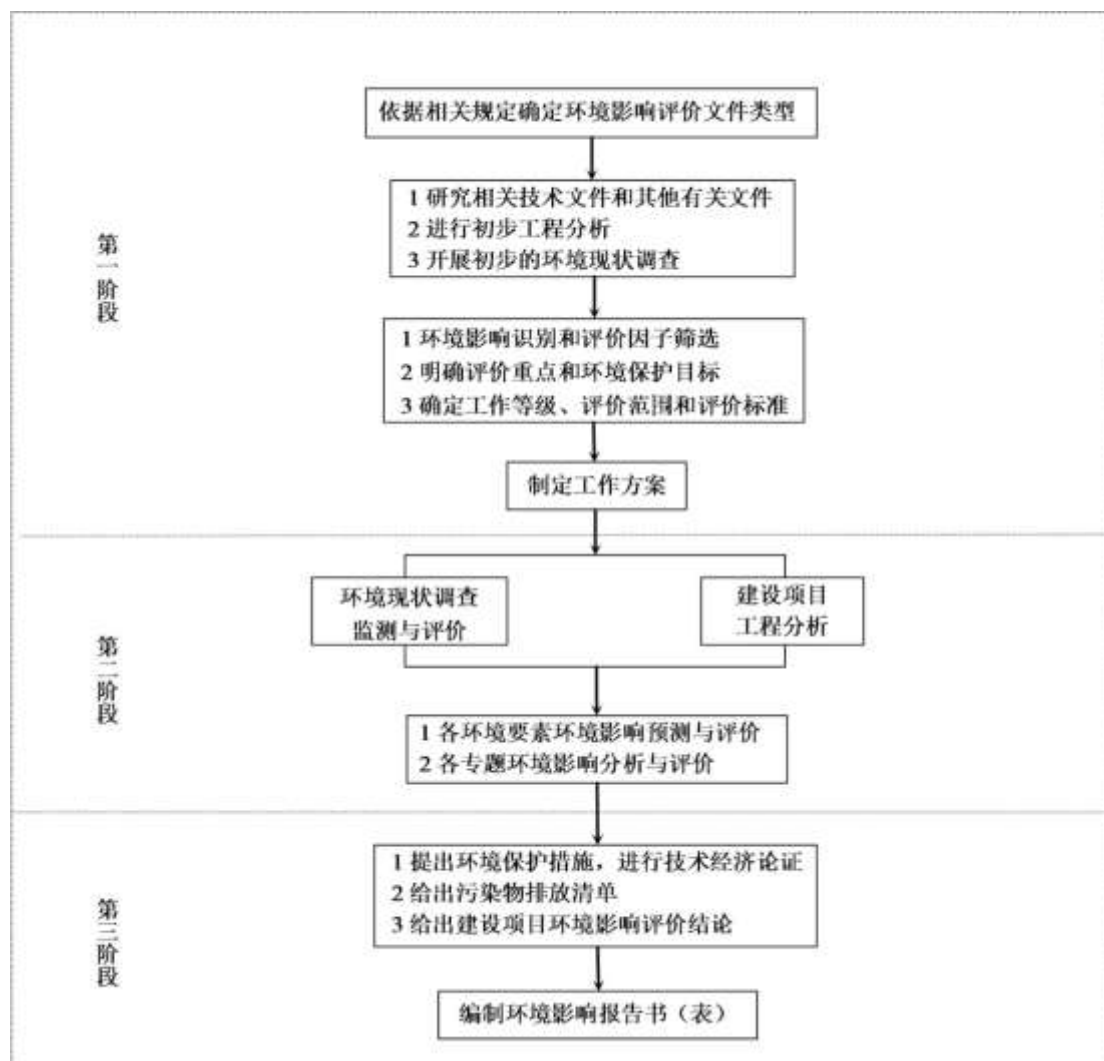 依据相关规定确定环境影响评价文件类型
1 研究相关技术文件和其他有关文件
2 进行初步工程分析
3 开展初步的环境现状调查
第一阶段
1 环境影响识别和评价因子筛选
2 明确评价重点和环境保护目标
3 确定工作等级、评价范围和评价标准
制定工作方案
环境现状调查
监测与评价
建设项目
工程分析
第二阶段
1 各环境要素环境影响预测与评价
2 各专题环境影响分析与评价
1 提出环境保护措施，进行技术经济论证
2 给出污染物排放清单
3 给出建设项目环境影响评价结论
第三阶段
编制环境影响报告书（表）